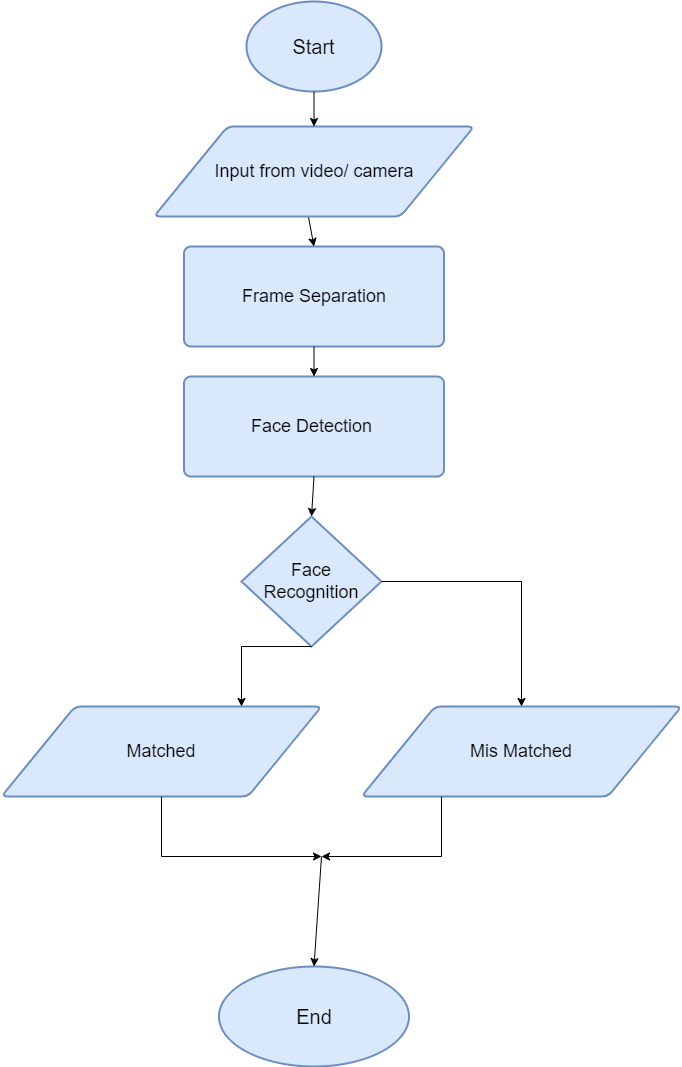 Start
Input from video/ camera
Frame Separation
Face Detection
Face
Recognition
Matched
Mis Matched
End